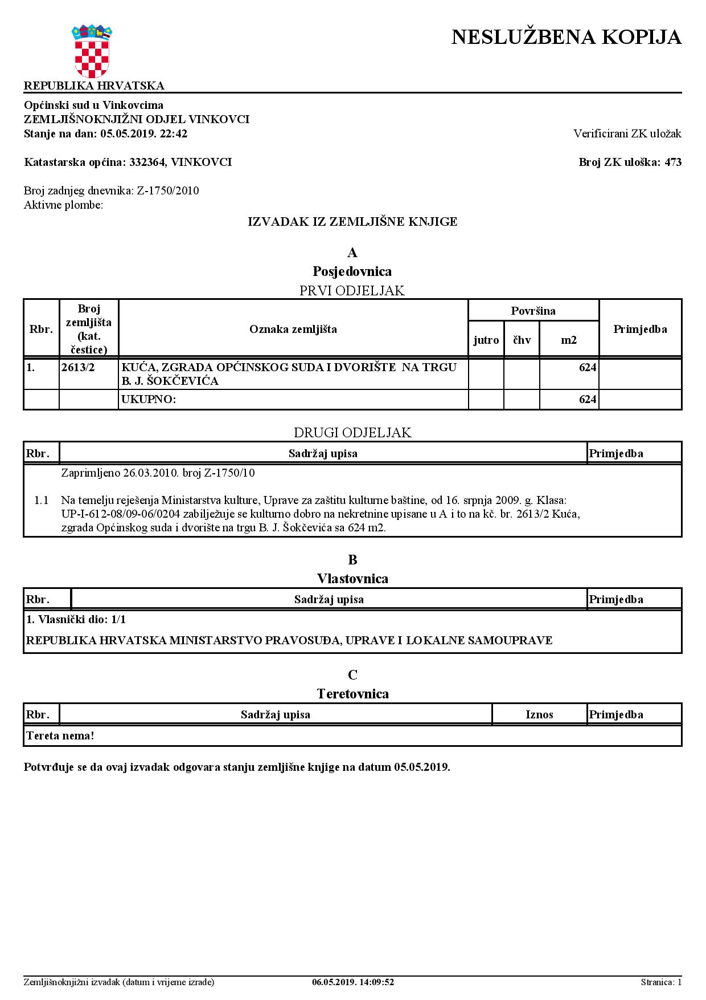 NESLUŽBENA KOPIJA
REPUBLIKA HRVATSKA
Općinski sud u Vinkovcima
ZEMLJIŠNOKNJIŽNI ODJEL VINKOVCI
Stanje na dan: 05.05.2019. 22:42
Verificirani ZK uložak
Katastarska općina: 332364, VINKOVCI
Broj ZK uloška: 473
Broj zadnjeg dnevnika: Z-1750/2010
Aktivne plombe:
IZVADAK IZ ZEMLJIŠNE KNJIGE
A
Posjedovnica
PRVI ODJELJAK
Rbr.
Broj
zemljišta
(kat.
čestice)
Oznaka zemljišta
Površina
jutro
čhv
m2
Primjedba
1.
2613/2
KUĆA, ZGRADA OPĆINSKOG SUDA I DVORIŠTE  NA TRGU
B. J. ŠOKČEVIĆA
624
UKUPNO:
624
DRUGI ODJELJAK
Rbr.
Sadržaj upisa
Primjedba
Zaprimljeno 26.03.2010. broj Z-1750/10
1.1
Na temelju reješenja Ministarstva kulture, Uprave za zaštitu kulturne baštine, od 16. srpnja 2009. g. Klasa:
UP-I-612-08/09-06/0204 zabilježuje se kulturno dobro na nekretnine upisane u A i to na kč. br. 2613/2 Kuća,
zgrada Općinskog suda i dvorište na trgu B. J. Šokčevića sa 624 m2.
B
Vlastovnica
Rbr.
Sadržaj upisa
Primjedba
1. Vlasnički dio: 1/1
REPUBLIKA HRVATSKA MINISTARSTVO PRAVOSUĐA, UPRAVE I LOKALNE SAMOUPRAVE
C
Teretovnica
Rbr.
Sadržaj upisa
Iznos
Primjedba
Tereta nema!
Potvrđuje se da ovaj izvadak odgovara stanju zemljišne knjige na datum 05.05.2019.
Zemljišnoknjižni izvadak (datum i vrijeme izrade)
06.05.2019. 14:09:52
Stranica: 1